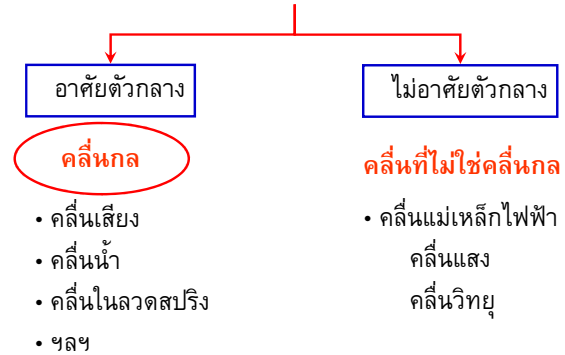 อาศัยตัวกลาง
คลื่นกล
• คลื่นเสียง
• คลื่นน้ำ
• คลื่นในลวดสปริง
• ฯลฯ
ไม่อาศัยตัวกลาง
คลื่นที่ไม่ใช่คลื่นกล
• คลื่นแม่เหล็กไฟฟ้า
คลื่นแสง
คลื่นวิทยุ